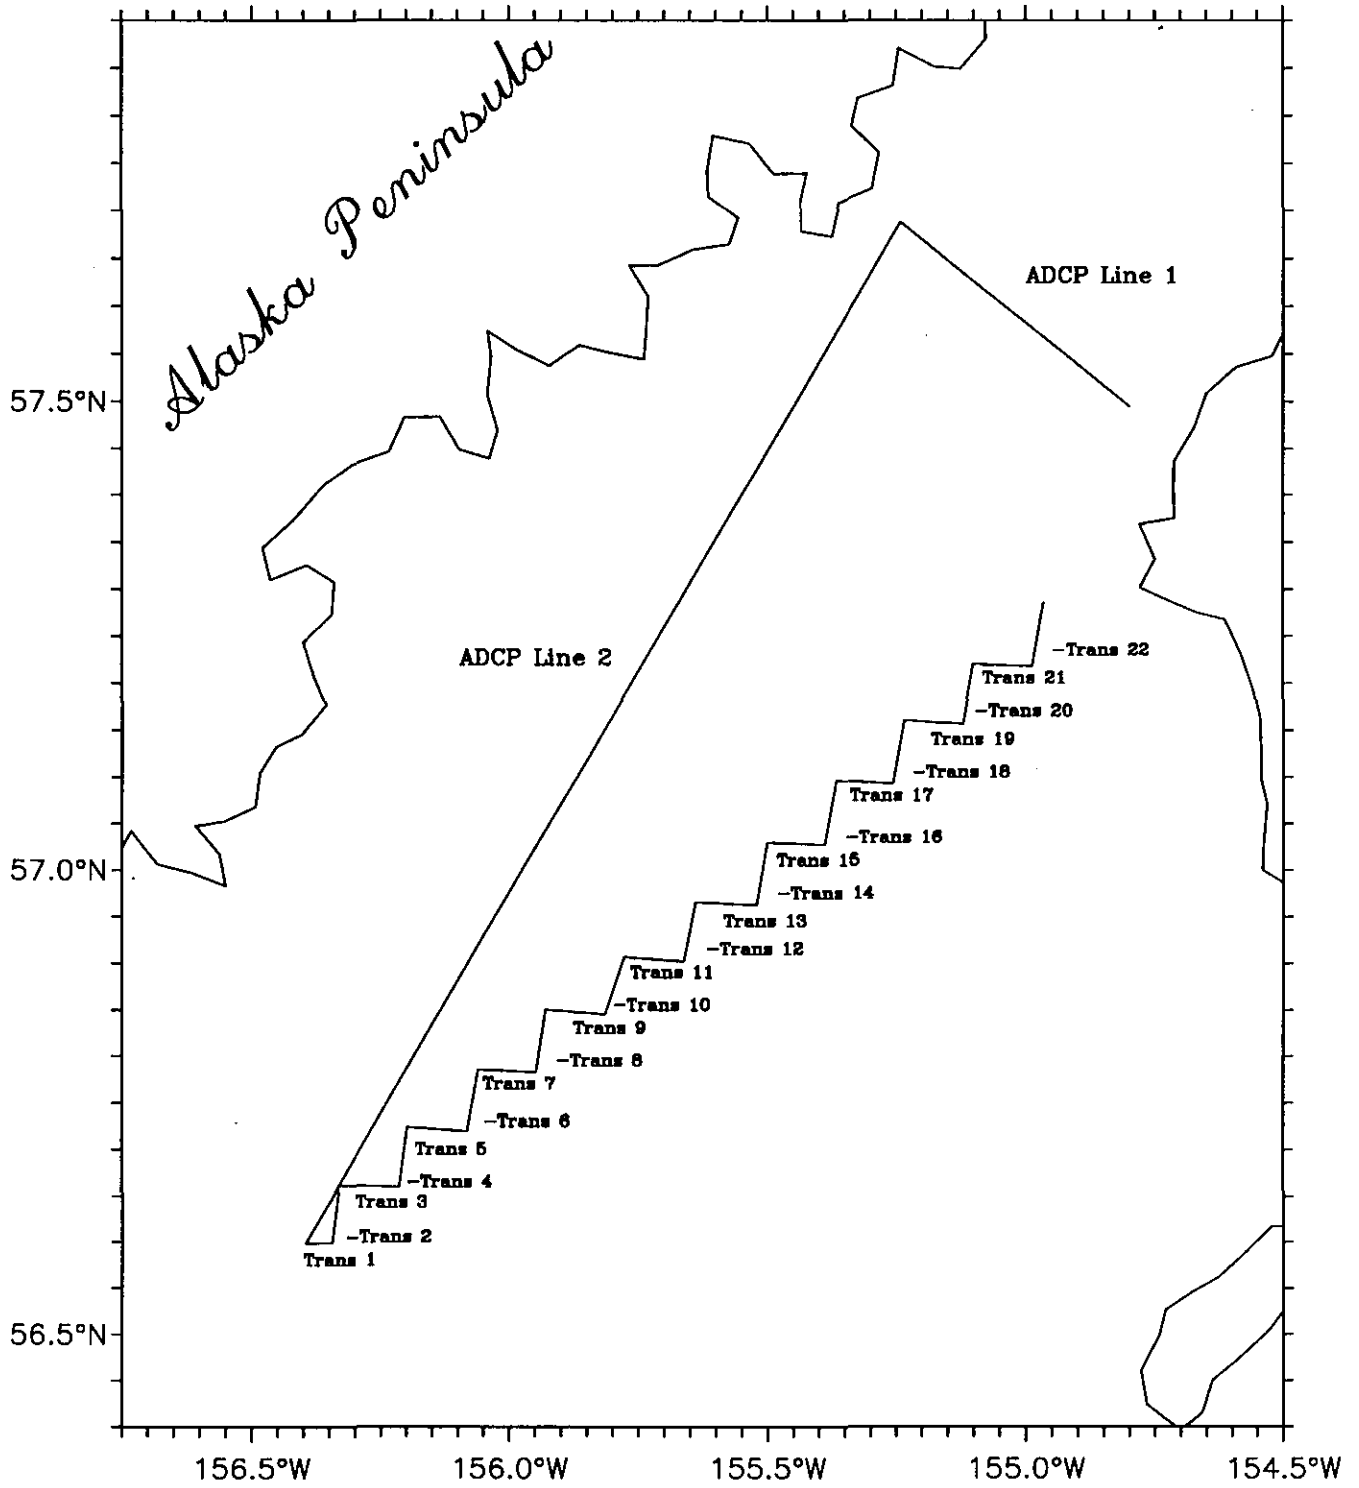 Alaska Peninsula
ADCP Line 1
57.5°N
ADCP Line 2
-Trans 22
Trans 21
-Trans 20
Trans 19
-Trans 18
Trans 17
-Trans 16
Trans 15
57.0°N
-Trans 14
Trans 13
-Trans 12
Trans 11
-Trans 10
Trans 9
-Trans 8
Trans 7
-Trans 6
Trans 5
-Trans 4
Trans 3
-Trans 2
Trans 1
56.5°N
156.5°W 156.0°W 155.5°W 155.0°W 154.5°W